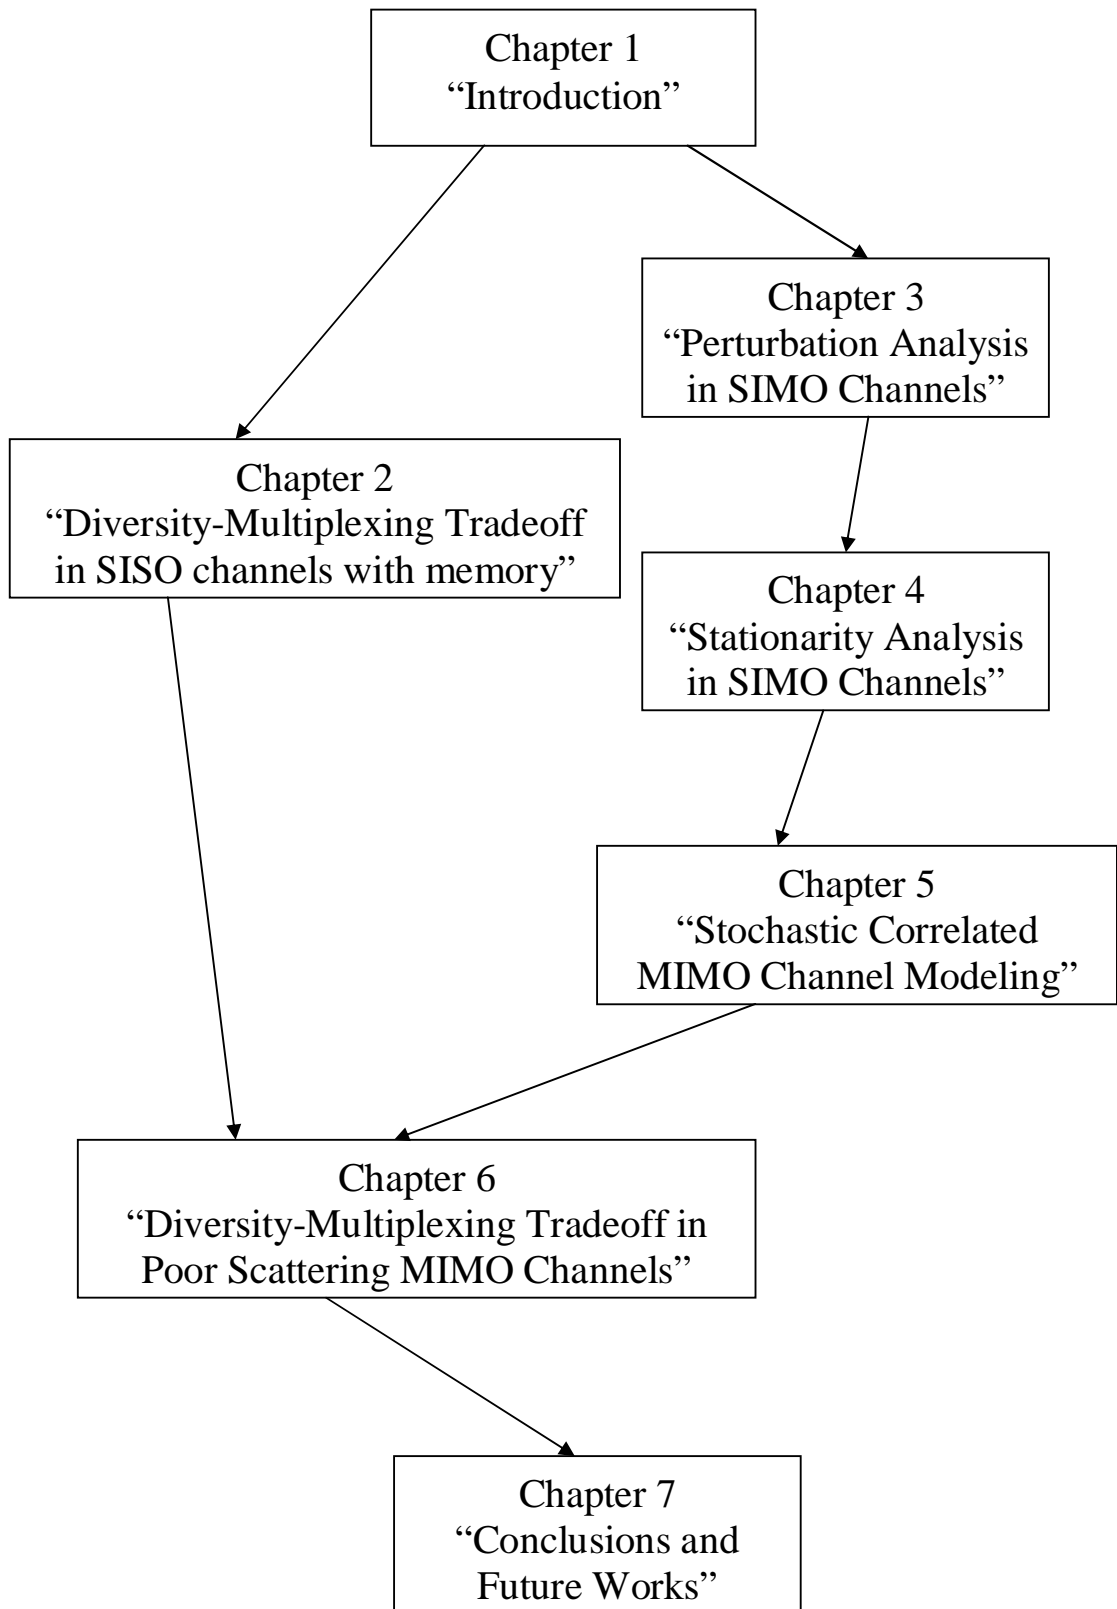 Chapter 1
“Introduction”
Chapter 3
“Perturbation Analysis
in SIMO Channels”
Chapter 2
“Diversity-Multiplexing Tradeoff
in SISO channels with memory”
Chapter 4
“Stationarity Analysis
in SIMO Channels”
Chapter 5
“Stochastic Correlated
MIMO Channel Modeling”
Chapter 6
“Diversity-Multiplexing Tradeoff in
Poor Scattering MIMO Channels”
Chapter 7
“Conclusions and
Future Works”